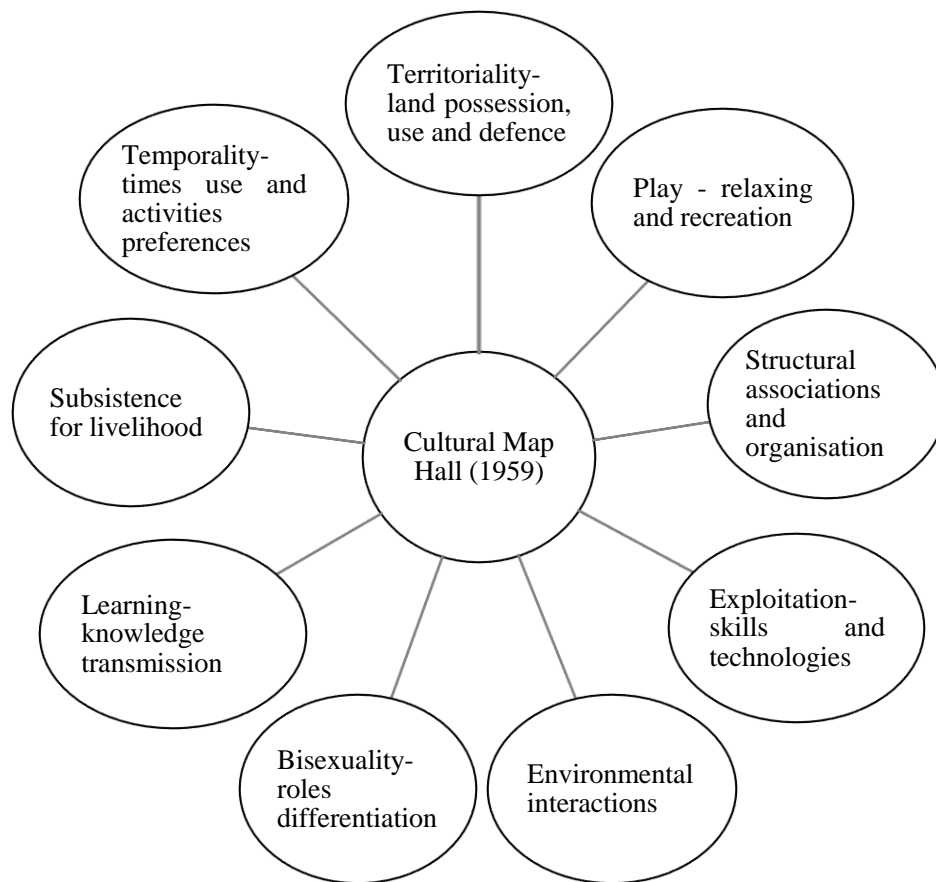 Territoriality-
land possession,
use and defence
Play - relaxing
and recreation
Structural
associations
and
organisation
Exploitation-
skills and
technologies
Environmental
interactions
Bisexuality-
roles
differentiation
Learning-
knowledge
transmission
Subsistence
for livelihood
Temporality-
times use and
activities
preferences
Cultural Map
Hall (1959)